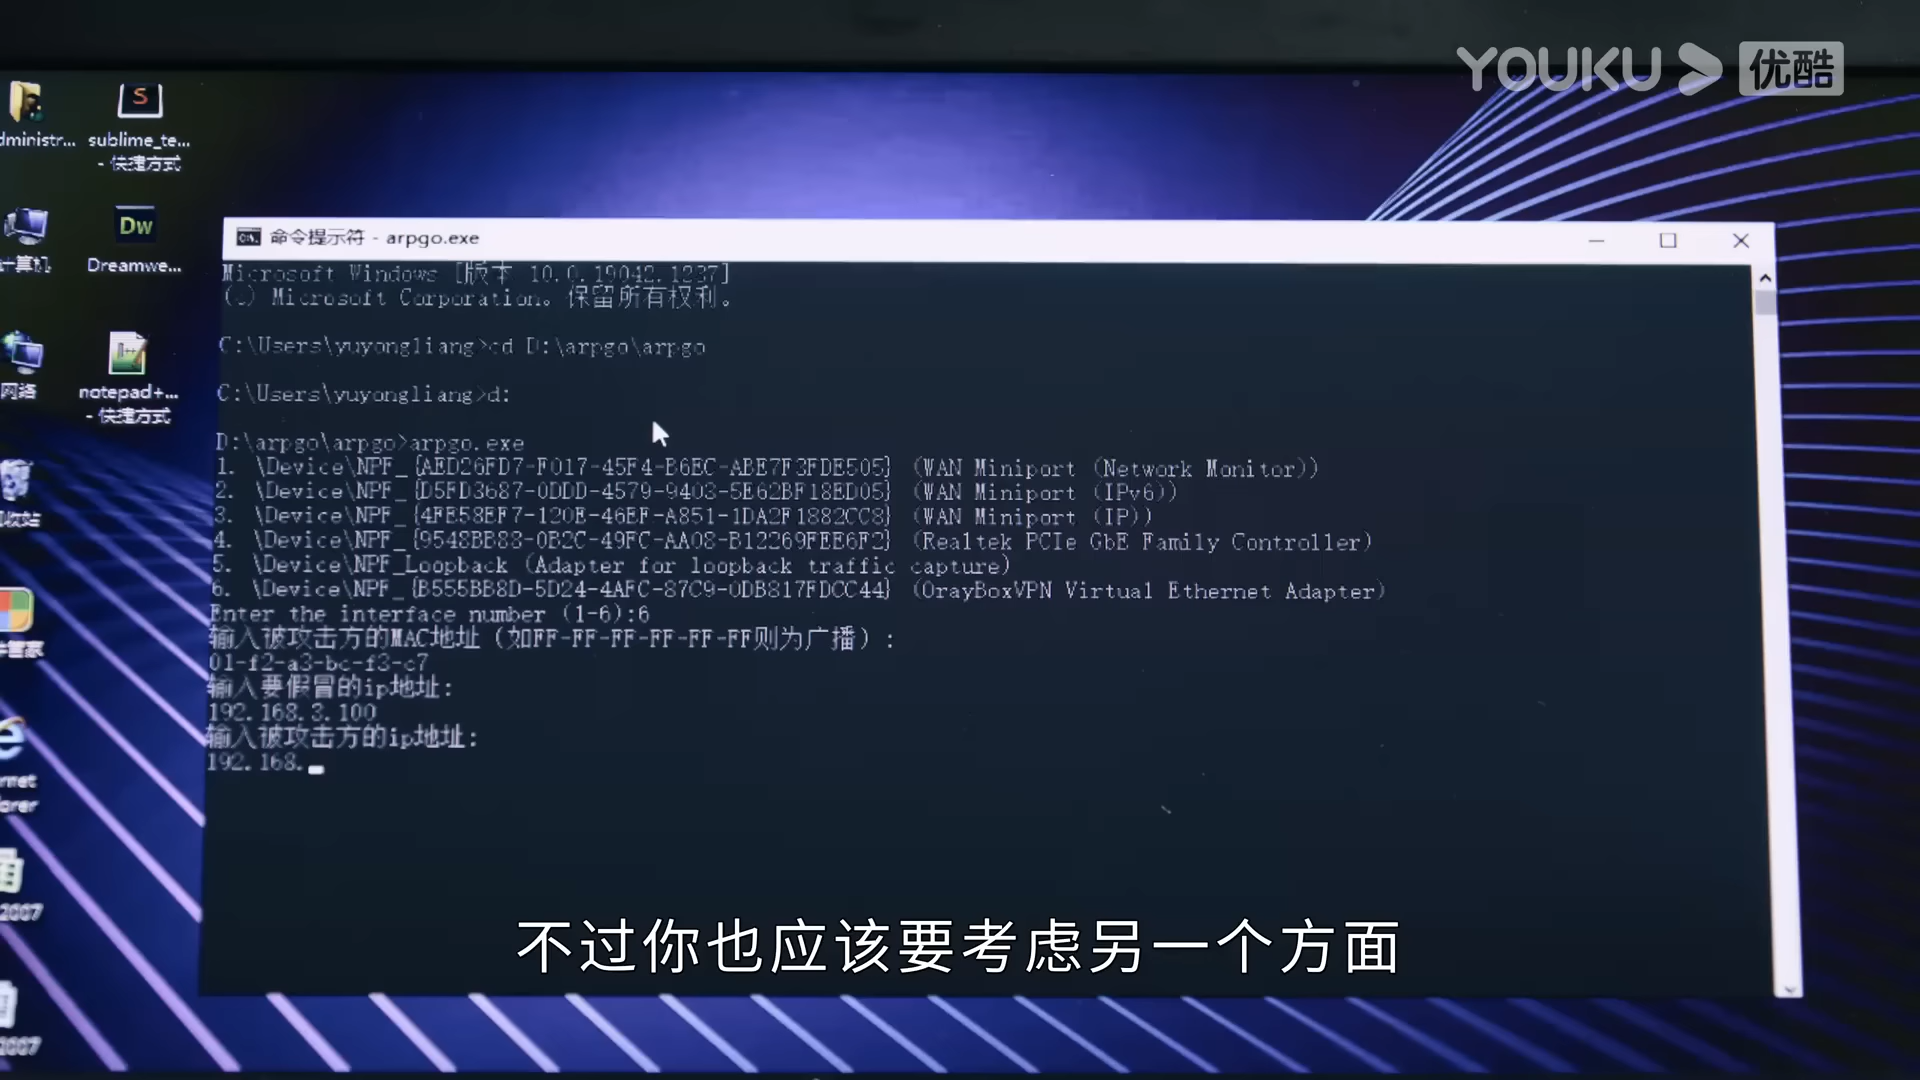 YOUKU 优酷
dministr...
sublime_te...
- 快捷方式
Dw
计算机
Dreamwe...
网络
notepad+...
- 快捷方式
2007
2007
命令提示符 - arpgo.exe
Microsoft Windows [版本 10.0.19042.1237]
(c) Microsoft Corporation。保留所有权利。
C:\Users\yuyongliang>cd D:\arpgo\arpgo
C:\Users\yuyongliang>d:
D:\arpgo\arpgo>arpgo.exe
1. \Device\NPF_{AED26FD7-F017-45F4-B6EC-ABE7F3FDE505} (WAN Miniport (Network Monitor))
2. \Device\NPF_{D5FD3687-0DDD-4579-9403-5E62BF18ED05} (WAN Miniport (IPv6))
3. \Device\NPF_{4FE58EF7-120E-46EF-A851-1DA2F1882CC8} (WAN Miniport (IP))
4. \Device\NPF_{9548BB88-0B2C-49FC-AA08-B12269FEE6F2} (Realtek PCIe GbE Family Controller)
5. \Device\NPF_Loopback (Adapter for loopback traffic capture)
6. \Device\NPF_{B555BB8D-5D24-4AFC-87C9-0DB817FDCC44} (OrayBoxVPN Virtual Ethernet Adapter)
Enter the interface number (1-6):6
输入被攻击方的MAC地址（如FF-FF-FF-FF-FF-FF则为广播）:
01-f2-a3-bc-f3-c7
输入要假冒的ip地址:
192.168.3.100
输入被攻击方的ip地址:
192.168.
不过你也应该要考虑另一个方面